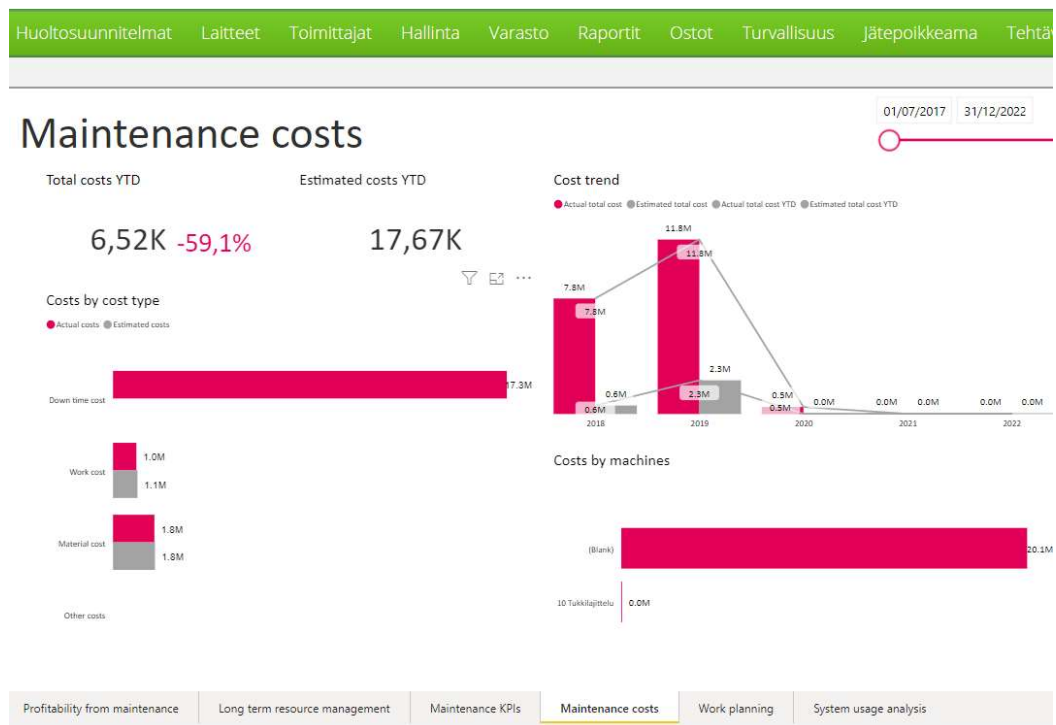 Huoltosuunnitelmat Laitteet Toimittajat Hallinta Varasto Raportit Ostot Turvallisuus Jätepoikkeama Tehtäv
01/07/2017 31/12/2022
Maintenance costs
Total costs YTD
6,52K -59,1%
Estimated costs YTD
17,67K
Cost trend
Actual total cost Estimated total cost Actual total cost YTD Estimated total cost YTD
11.8M
11.8M
7.8M
7.8M
2.3M
0.6M 2.3M 0.5M 0.0M 0.0M 0.0M 0.0M 0.0M
0.6M 0.5M
2018 2019 2020 2021 2022
Costs by cost type
Actual costs Estimated costs
Down time cost 17.3M
Work cost 1.0M
1.1M
Material cost 1.8M
1.8M
Other costs
Costs by machines
(Blank) 20.1M
10 Tukkilajittelu 0.0M
Profitability from maintenance Long term resource management Maintenance KPIs Maintenance costs Work planning System usage analysis